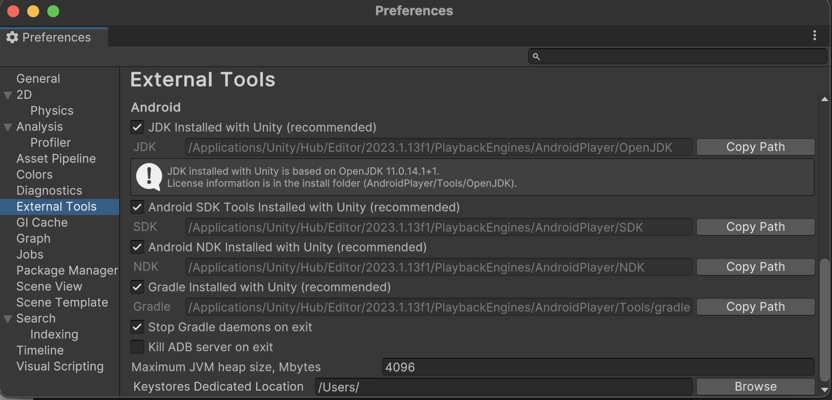 Preferences
Preferences
General
2D
Physics
Analysis
Profiler
Asset Pipeline
Colors
Diagnostics
External Tools
GI Cache
Graph
Jobs
Package Manager
Scene View
Scene Template
Search
Indexing
Timeline
Visual Scripting
External Tools
Android
JDK Installed with Unity (recommended)
JDK /Applications/Unity/Hub/Editor/2023.1.13f1/PlaybackEngines/AndroidPlayer/OpenJDK Copy Path
JDK installed with Unity is based on OpenJDK 11.0.14.1+1.
License information is in the install folder (AndroidPlayer/Tools/OpenJDK).
Android SDK Tools Installed with Unity (recommended)
SDK /Applications/Unity/Hub/Editor/2023.1.13f1/PlaybackEngines/AndroidPlayer/SDK Copy Path
Android NDK Installed with Unity (recommended)
NDK /Applications/Unity/Hub/Editor/2023.1.13f1/PlaybackEngines/AndroidPlayer/NDK Copy Path
Gradle Installed with Unity (recommended)
Gradle /Applications/Unity/Hub/Editor/2023.1.13f1/PlaybackEngines/AndroidPlayer/Tools/gradle Copy Path
Stop Gradle daemons on exit
Kill ADB server on exit
Maximum JVM heap size, Mbytes 4096
Keystores Dedicated Location /Users/ Browse